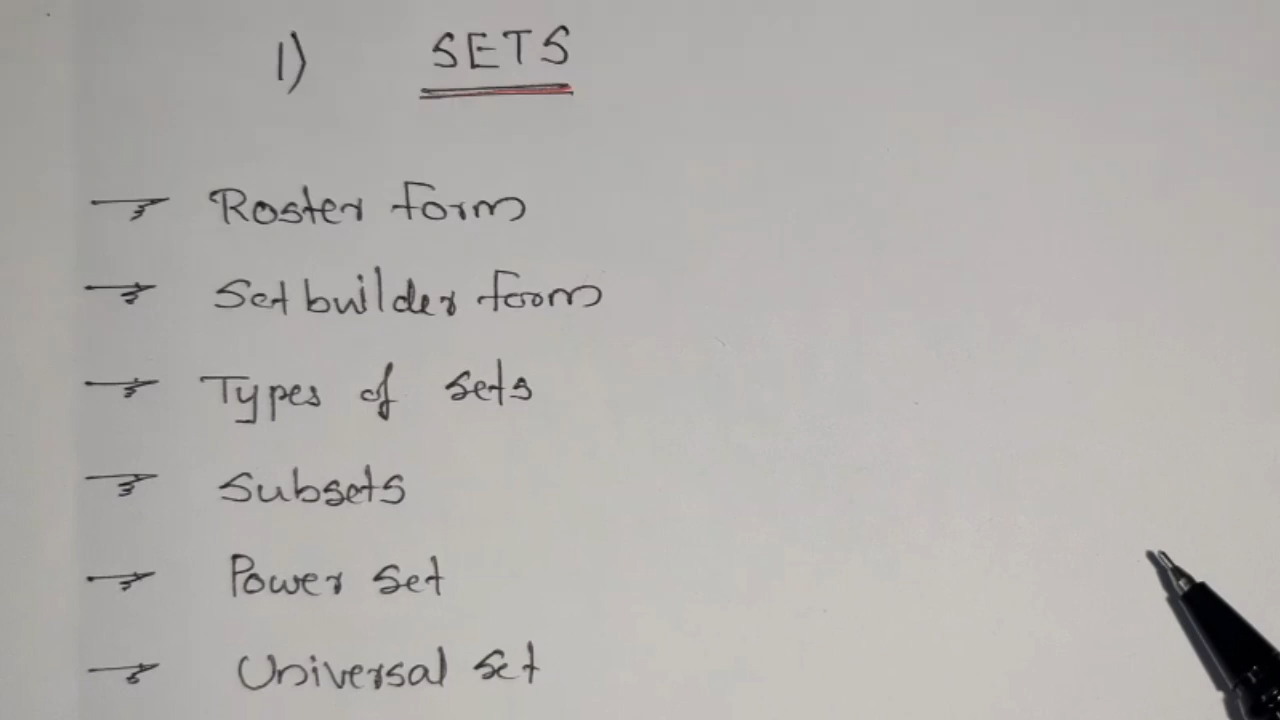 1) SETS
Roster form
Set builder form
Types of sets
Subsets
Power set
Universal set